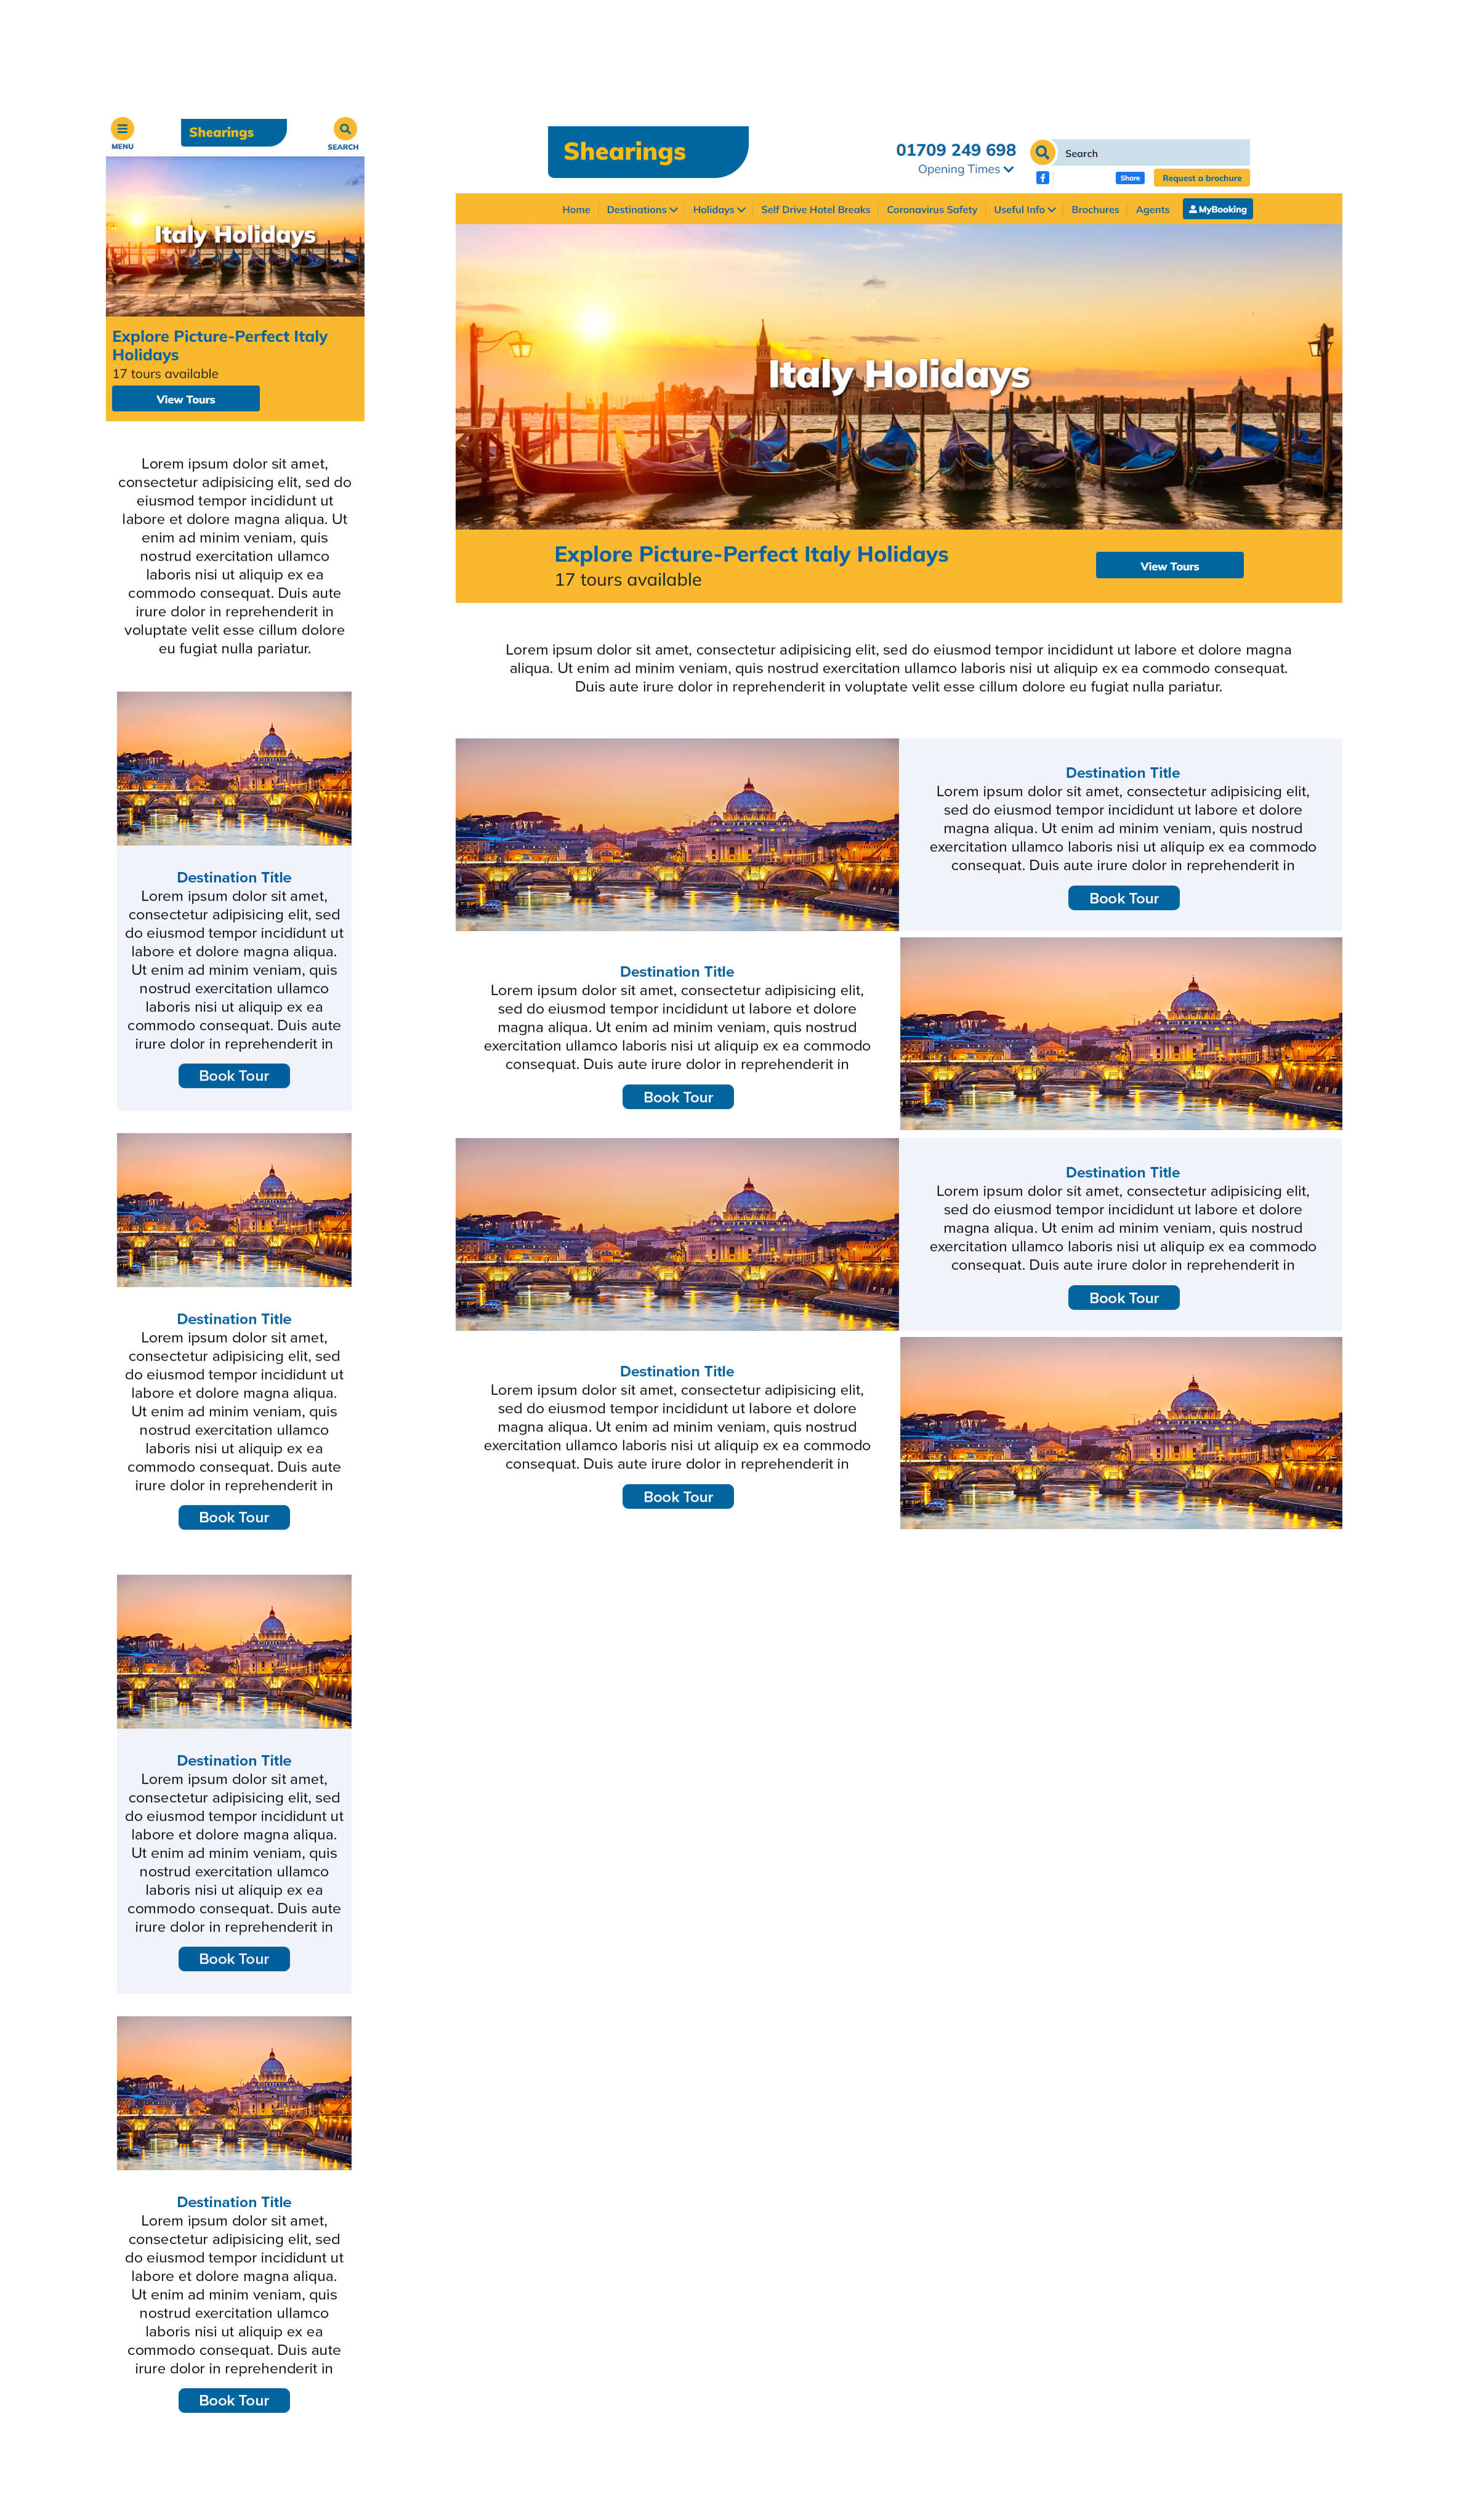 MENU
Shearings
SEARCH
Italy Holidays
Explore Picture-Perfect Italy
Holidays
17 tours available
View Tours
Lorem ipsum dolor sit amet,
consectetur adipisicing elit, sed do
eiusmod tempor incididunt ut
labore et dolore magna aliqua. Ut
enim ad minim veniam, quis
nostrud exercitation ullamco
laboris nisi ut aliquip ex ea
commodo consequat. Duis aute
irure dolor in reprehenderit in
voluptate velit esse cillum dolore
eu fugiat nulla pariatur.
Destination Title
Lorem ipsum dolor sit amet,
consectetur adipisicing elit, sed
do eiusmod tempor incididunt ut
labore et dolore magna aliqua.
Ut enim ad minim veniam, quis
nostrud exercitation ullamco
laboris nisi ut aliquip ex ea
commodo consequat. Duis aute
irure dolor in reprehenderit in
Book Tour
Destination Title
Lorem ipsum dolor sit amet,
consectetur adipisicing elit, sed
do eiusmod tempor incididunt ut
labore et dolore magna aliqua.
Ut enim ad minim veniam, quis
nostrud exercitation ullamco
laboris nisi ut aliquip ex ea
commodo consequat. Duis aute
irure dolor in reprehenderit in
Book Tour
Destination Title
Lorem ipsum dolor sit amet,
consectetur adipisicing elit, sed
do eiusmod tempor incididunt ut
labore et dolore magna aliqua.
Ut enim ad minim veniam, quis
nostrud exercitation ullamco
laboris nisi ut aliquip ex ea
commodo consequat. Duis aute
irure dolor in reprehenderit in
Book Tour
Destination Title
Lorem ipsum dolor sit amet,
consectetur adipisicing elit, sed
do eiusmod tempor incididunt ut
labore et dolore magna aliqua.
Ut enim ad minim veniam, quis
nostrud exercitation ullamco
laboris nisi ut aliquip ex ea
commodo consequat. Duis aute
irure dolor in reprehenderit in
Book Tour
Shearings
01709 249 698
Opening Times
Search
Share
Request a brochure
Home Destinations Holidays Self Drive Hotel Breaks Coronavirus Safety Useful Info Brochures Agents MyBooking
Italy Holidays
Explore Picture-Perfect Italy Holidays
17 tours available
View Tours
Lorem ipsum dolor sit amet, consectetur adipisicing elit, sed do eiusmod tempor incididunt ut labore et dolore magna
aliqua. Ut enim ad minim veniam, quis nostrud exercitation ullamco laboris nisi ut aliquip ex ea commodo consequat.
Duis aute irure dolor in reprehenderit in voluptate velit esse cillum dolore eu fugiat nulla pariatur.
Destination Title
Lorem ipsum dolor sit amet, consectetur adipisicing elit,
sed do eiusmod tempor incididunt ut labore et dolore
magna aliqua. Ut enim ad minim veniam, quis nostrud
exercitation ullamco laboris nisi ut aliquip ex ea commodo
consequat. Duis aute irure dolor in reprehenderit in
Book Tour
Destination Title
Lorem ipsum dolor sit amet, consectetur adipisicing elit,
sed do eiusmod tempor incididunt ut labore et dolore
magna aliqua. Ut enim ad minim veniam, quis nostrud
exercitation ullamco laboris nisi ut aliquip ex ea commodo
consequat. Duis aute irure dolor in reprehenderit in
Book Tour
Destination Title
Lorem ipsum dolor sit amet, consectetur adipisicing elit,
sed do eiusmod tempor incididunt ut labore et dolore
magna aliqua. Ut enim ad minim veniam, quis nostrud
exercitation ullamco laboris nisi ut aliquip ex ea commodo
consequat. Duis aute irure dolor in reprehenderit in
Book Tour
Destination Title
Lorem ipsum dolor sit amet, consectetur adipisicing elit,
sed do eiusmod tempor incididunt ut labore et dolore
magna aliqua. Ut enim ad minim veniam, quis nostrud
exercitation ullamco laboris nisi ut aliquip ex ea commodo
consequat. Duis aute irure dolor in reprehenderit in
Book Tour